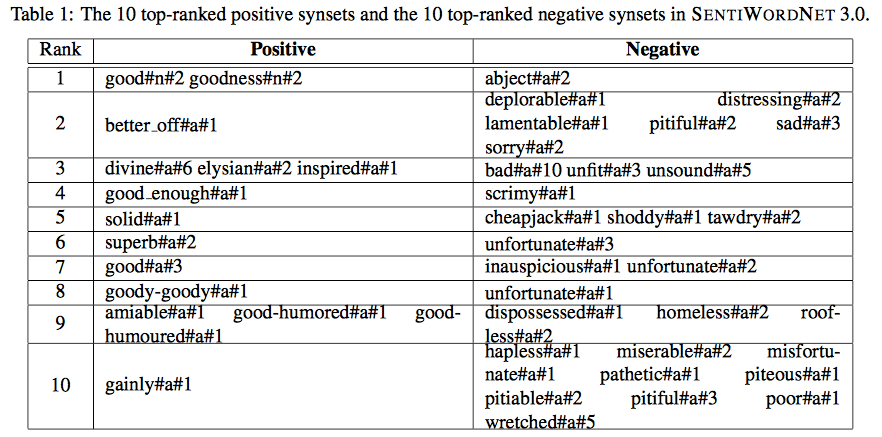 Table 1: The 10 top-ranked positive synsets and the 10 top-ranked negative synsets in SENTIWORDNET 3.0.
Rank Positive Negative
1 good#n#2 goodness#n#2 abject#a#2
deplorable#a#1 distressing#a#2
2 better_off#a#1 lamentable#a#1 pitiful#a#2 sad#a#3
sorry#a#2
3 divine#a#6 elysian#a#2 inspired#a#1 bad#a#10 unfit#a#3 unsound#a#5
4 good_enough#a#1 scrimy#a#1
5 solid#a#1 cheapjack#a#1 shoddy#a#1 tawdry#a#2
6 superb#a#2 unfortunate#a#3
7 good#a#3 inauspicious#a#1 unfortunate#a#2
8 goody-goody#a#1 unfortunate#a#1
9 amiable#a#1 good-humored#a#1 good- dispossessed#a#1 homeless#a#2 roof-
humoured#a#1 less#a#2
hapless#a#1 miserable#a#2 misfortu-
10 gainly#a#1 nate#a#1 pathetic#a#1 piteous#a#1
pitiable#a#2 pitiful#a#3 poor#a#1
wretched#a#5